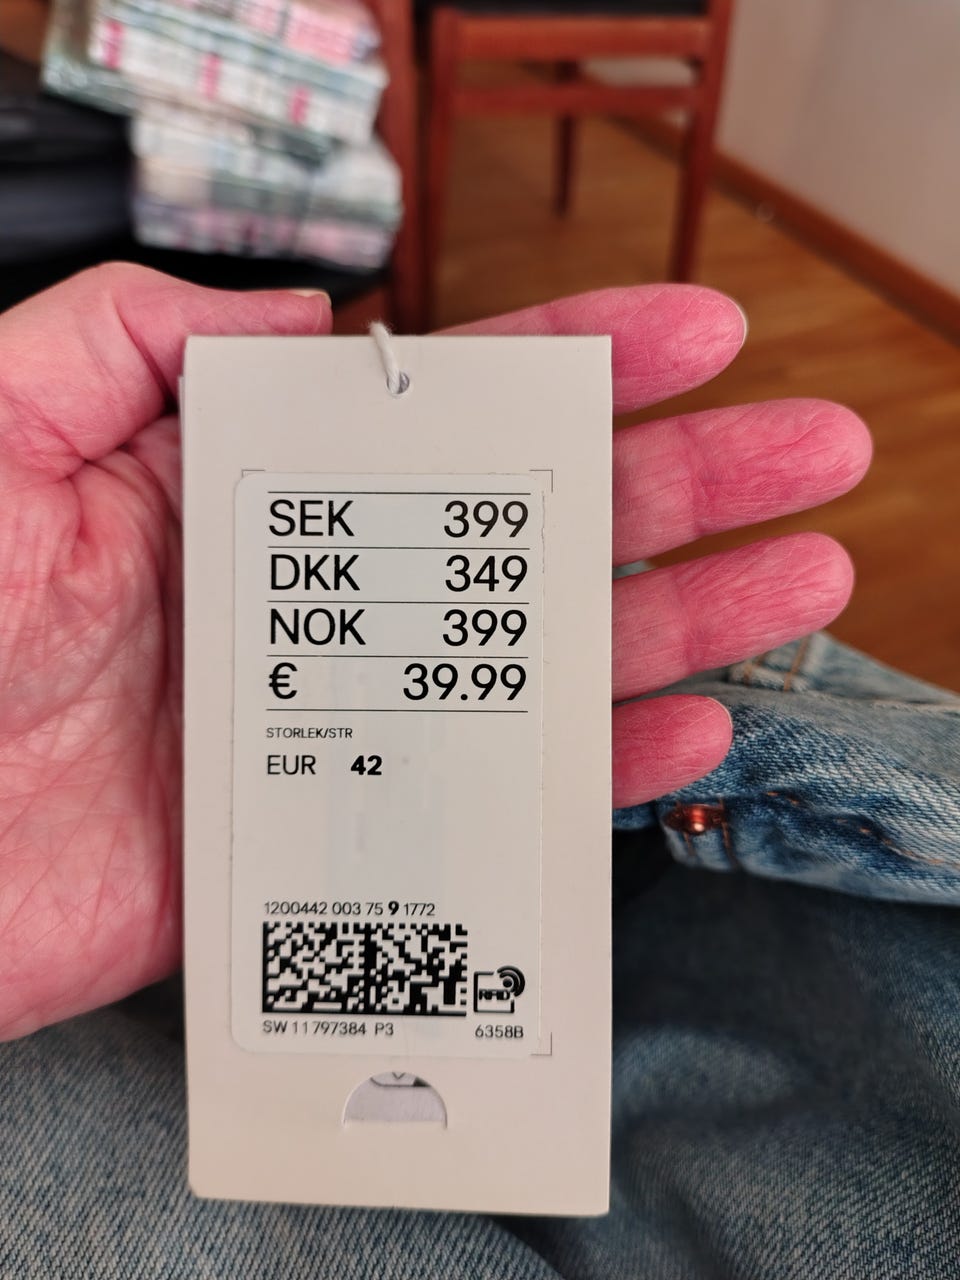 SEK 399
DKK 349
NOK 399
€ 39.99
STORLEK/STR
EUR 42
1200442 003 75 9 1772
RFID
SW 11797384 P3 6358B